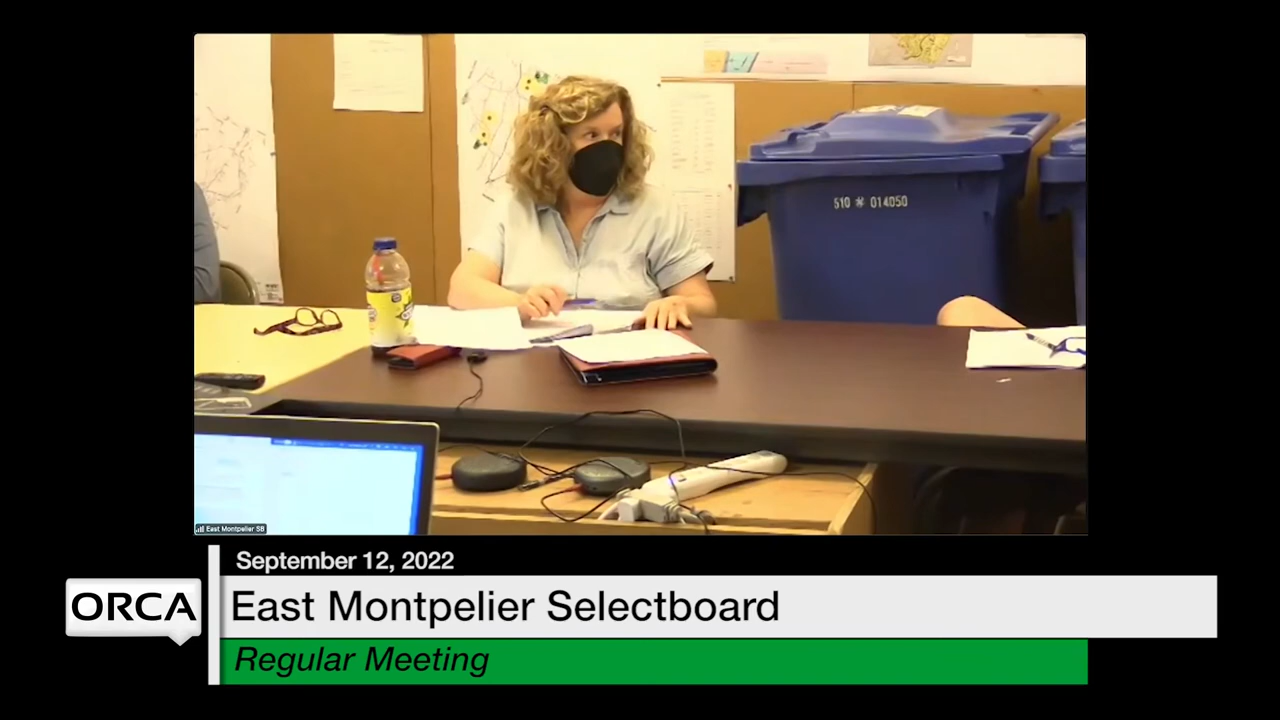 510 * 014050
East Montpelier SB
September 12, 2022
ORCA
East Montpelier Selectboard
Regular Meeting